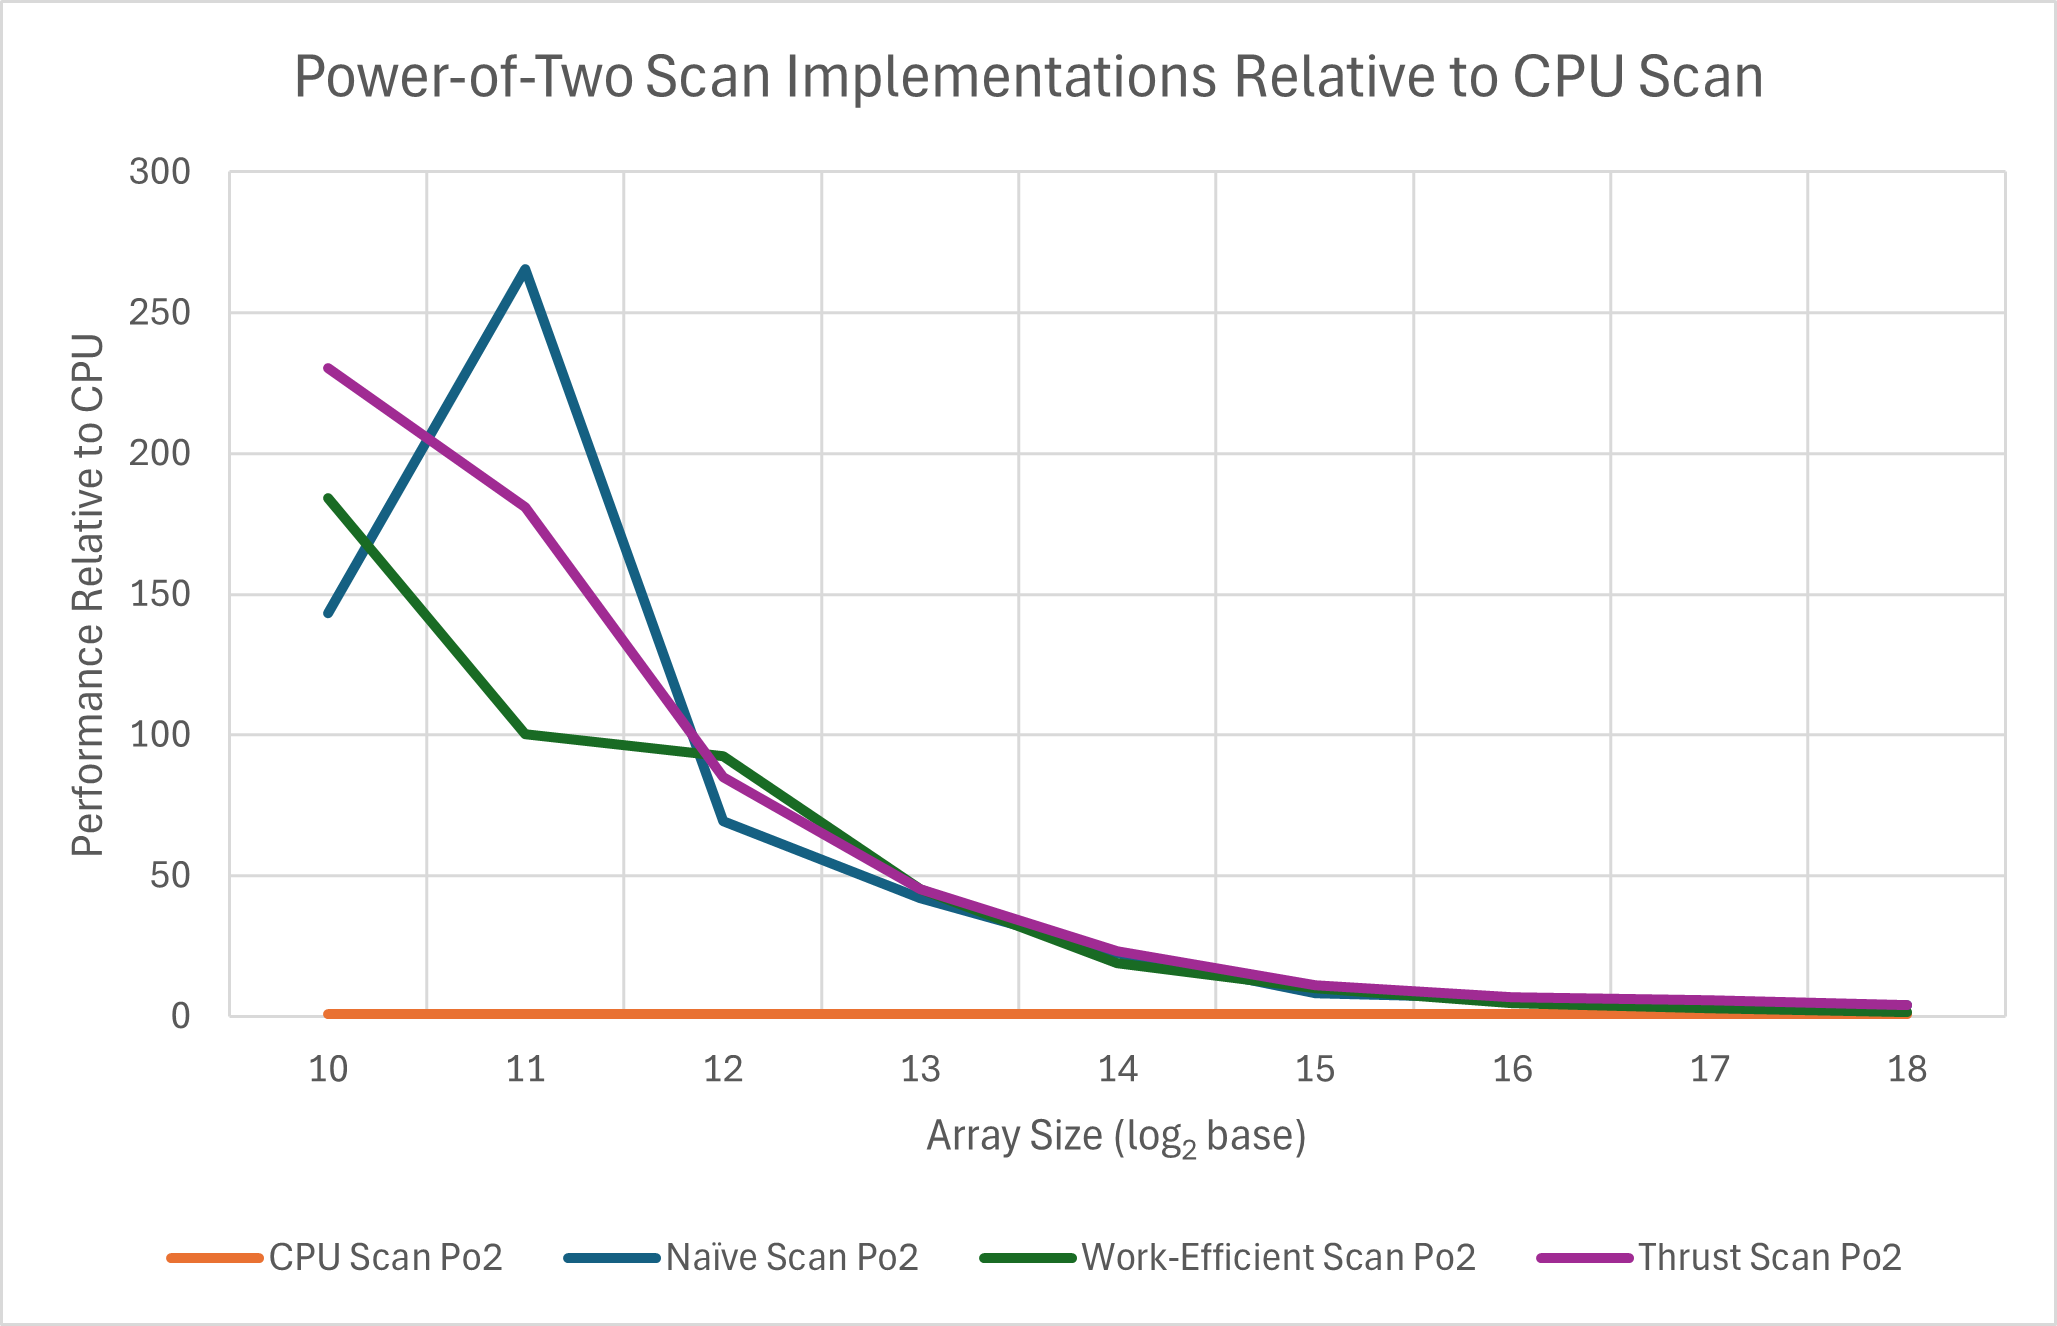 Power-of-Two Scan Implementations Relative to CPU Scan
Performance Relative to CPU
300
250
200
150
100
50
0
10 11 12 13 14 15 16 17 18
Array Size (log₂ base)
CPU Scan Po2 Naïve Scan Po2 Work-Efficient Scan Po2 Thrust Scan Po2